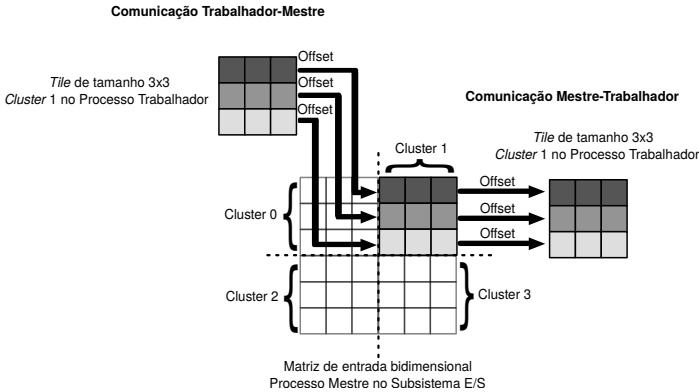 Comunicação Trabalhador-Mestre
Offset
Tile de tamanho 3x3
Offset
Cluster 1 no Processo Trabalhador
Offset
Comunicação Mestre-Trabalhador
Tile de tamanho 3x3
Cluster 1 no Processo Trabalhador
Cluster 1
Offset
Cluster 0
Offset
Offset
Cluster 2
Cluster 3
Matriz de entrada bidimensional
Processo Mestre no Subsistema E/S